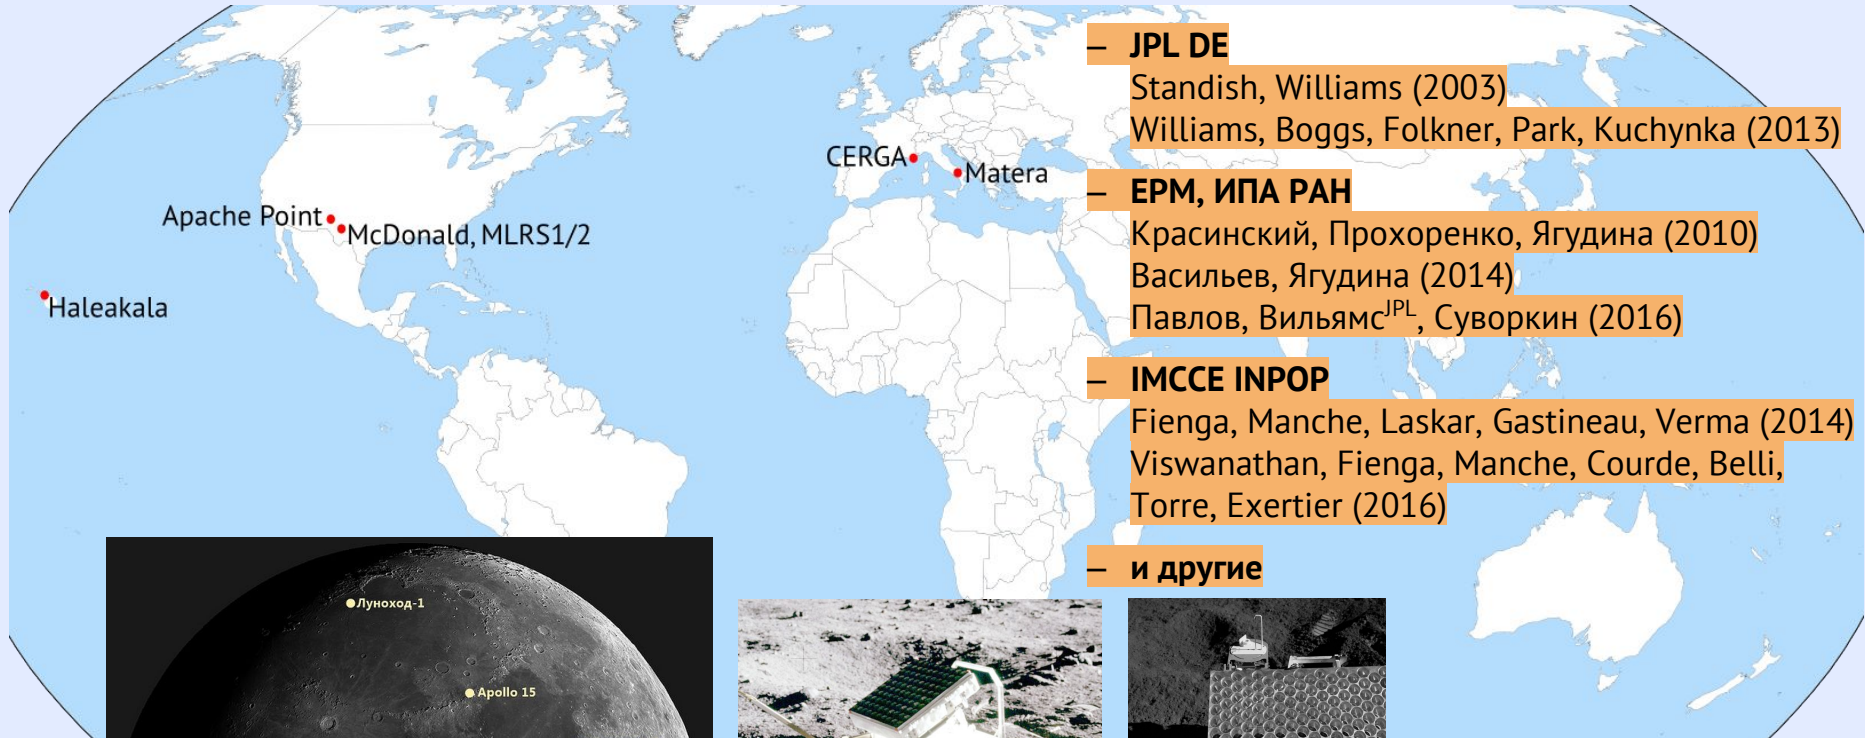 – JPL DE
Standish, Williams (2003)
Williams, Boggs, Folkner, Park, Kuchynka (2013)
– EPM, ИПА РАН
Красинский, Прохоренко, Ягудина (2010)
Васильев, Ягудина (2014)
Павлов, Вильямс^JPL, Суворкин (2016)
– IMCCE INPOP
Fienga, Manche, Laskar, Gastineau, Verma (2014)
Viswanathan, Fienga, Manche, Courde, Belli,
Torre, Exertier (2016)
– и другие
CERGA
Matera
Apache Point
McDonald, MLRS1/2
Haleakala
Луноход-1
Apollo 15